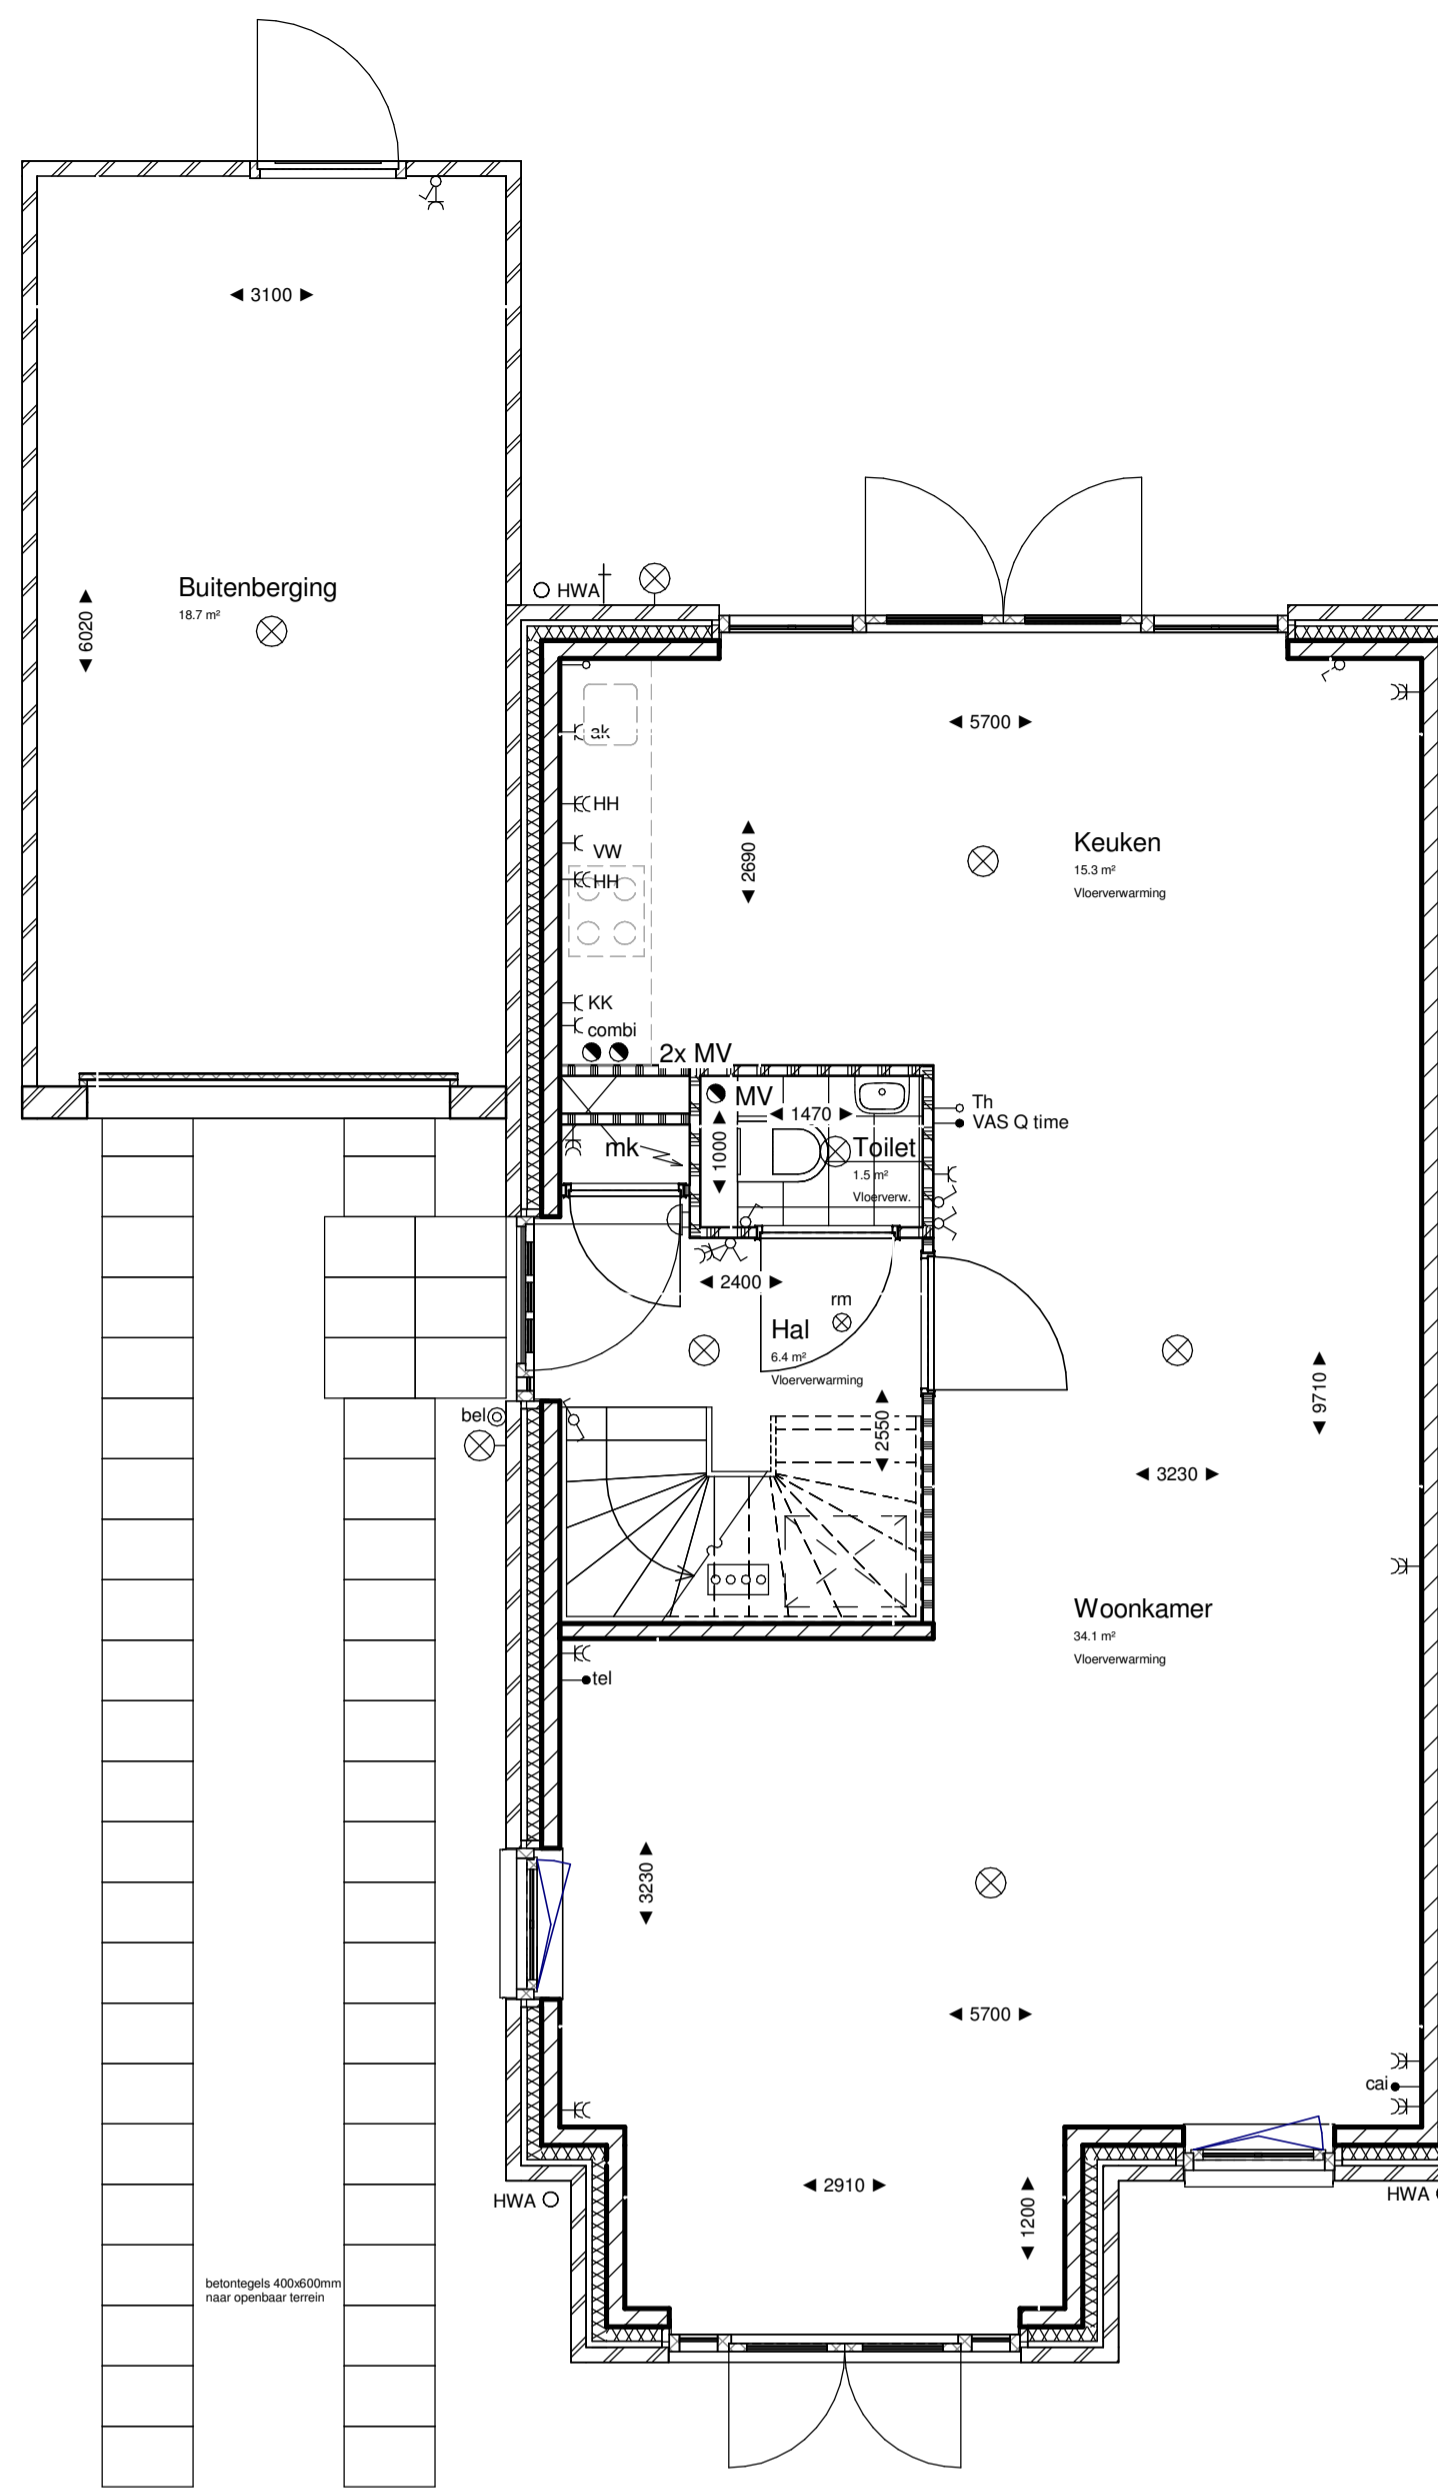 3100
Buitenberging
18.7 m²
6020
HWA
ak
HH
VW
HH
KK
combi
2x MV
5700
2690
Keuken
15.3 m²
Vloerverwarming
MV
1470
1000
mk
Toilet
1.5 m²
Vloerverw.
Th
VAS Q time
2400
rm
Hal
6.4 m²
Vloerverwarming
2550
bel
9710
3230
Woonkamer
34.1 m²
Vloerverwarming
tel
3230
5700
cai
2910
1200
HWA
HWA
betontegels 400x600mm
naar openbaar terrein